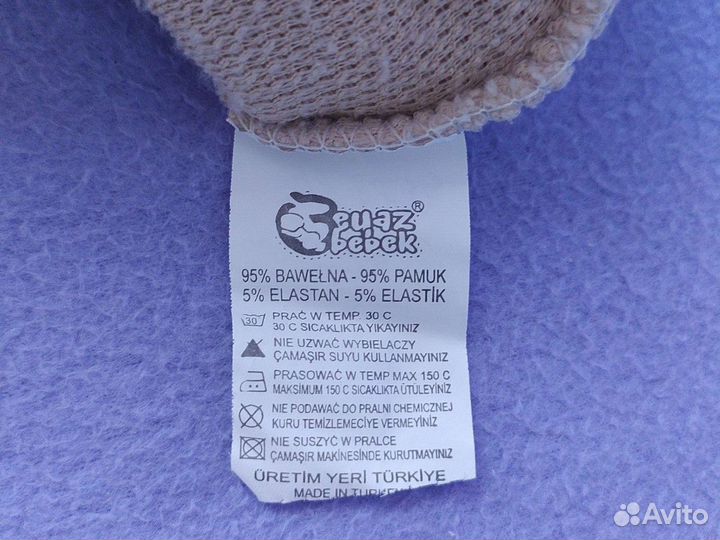 Beyaz®
bebek
95% BAWEŁNA - 95% PAMUK
5% ELASTAN - 5% ELASTİK
30 PRAĆ W TEMP. 30 C
30 C SICAKLIKTA YIKAYINIZ
NIE UZWAĆ WYBIELACZY
ÇAMAŞIR SUYU KULLANMAYINIZ
PRASOWAĆ W TEMP MAX 150 C
MAKSİMUM 150 C SICAKLIKTA ÜTÜLEYİNİZ
NIE PODAWAĆ DO PRALNI CHEMICZNEJ
KURU TEMİZLEMECİYE VERMEYİNİZ
NIE SUSZYĆ W PRALCE
ÇAMAŞIR MAKİNESİNDE KURUTMAYINIZ
ÜRETİM YERİ TÜRKİYE
MADE IN
Avito